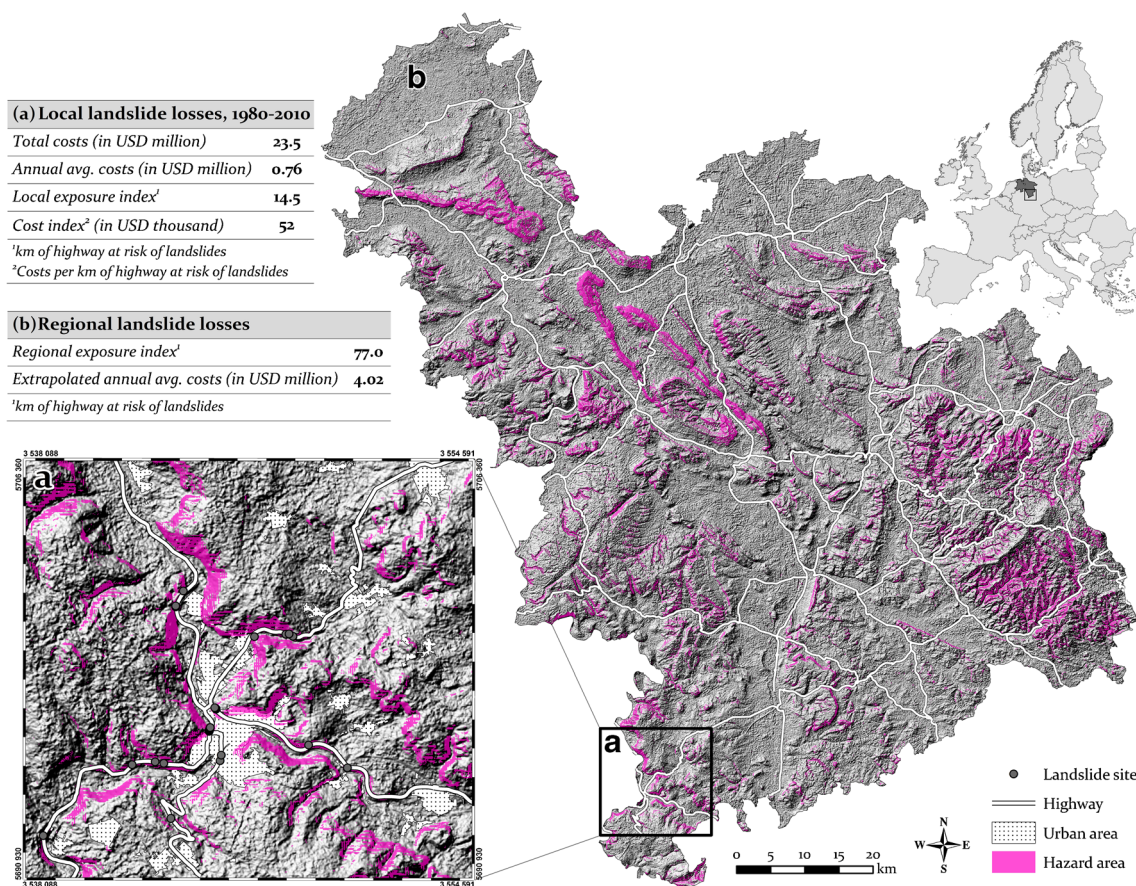 (a) Local landslide losses, 1980-2010
Total costs (in USD million) 23.5
Annual avg. costs (in USD million) 0.76
Local exposure index¹ 14.5
Cost index² (in USD thousand) 52
¹km of highway at risk of landslides
²Costs per km of highway at risk of landslides
(b) Regional landslide losses
Regional exposure index¹ 77.0
Extrapolated annual avg. costs (in USD million) 4.02
¹km of highway at risk of landslides
b
3 538 088 3 554 591
5706 360 5706 360
a
5690 930 5690 930
3 538 088 3 554 591
a
Landslide site
Highway
Urban area
Hazard area
N
W E
S
0 5 10 15 20
km